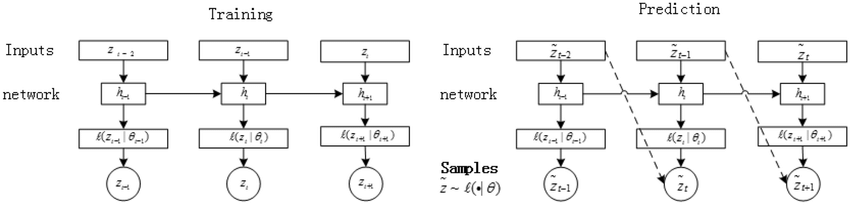 Training
Prediction
Inputs z_{t-2} z_{t-1} z_t
Inputs z̃_{t-2} z̃_{t-1} z̃_t
network h_{t-1} h_t h_{t+1}
network h_{t-1} h_t h_{t+1}
ℓ(z_{t-1}|θ_{t-1}) ℓ(z_t|θ_t) ℓ(z_{t+1}|θ_{t+1})
ℓ(z_{t-1}|θ_{t-1}) ℓ(z_t|θ_t) ℓ(z_{t+1}|θ_{t+1})
z_{t-1} z_t z_{t+1}
Samples
z̃ ~ ℓ(•|θ) z̃_{t-1} z̃_t z̃_{t+1}